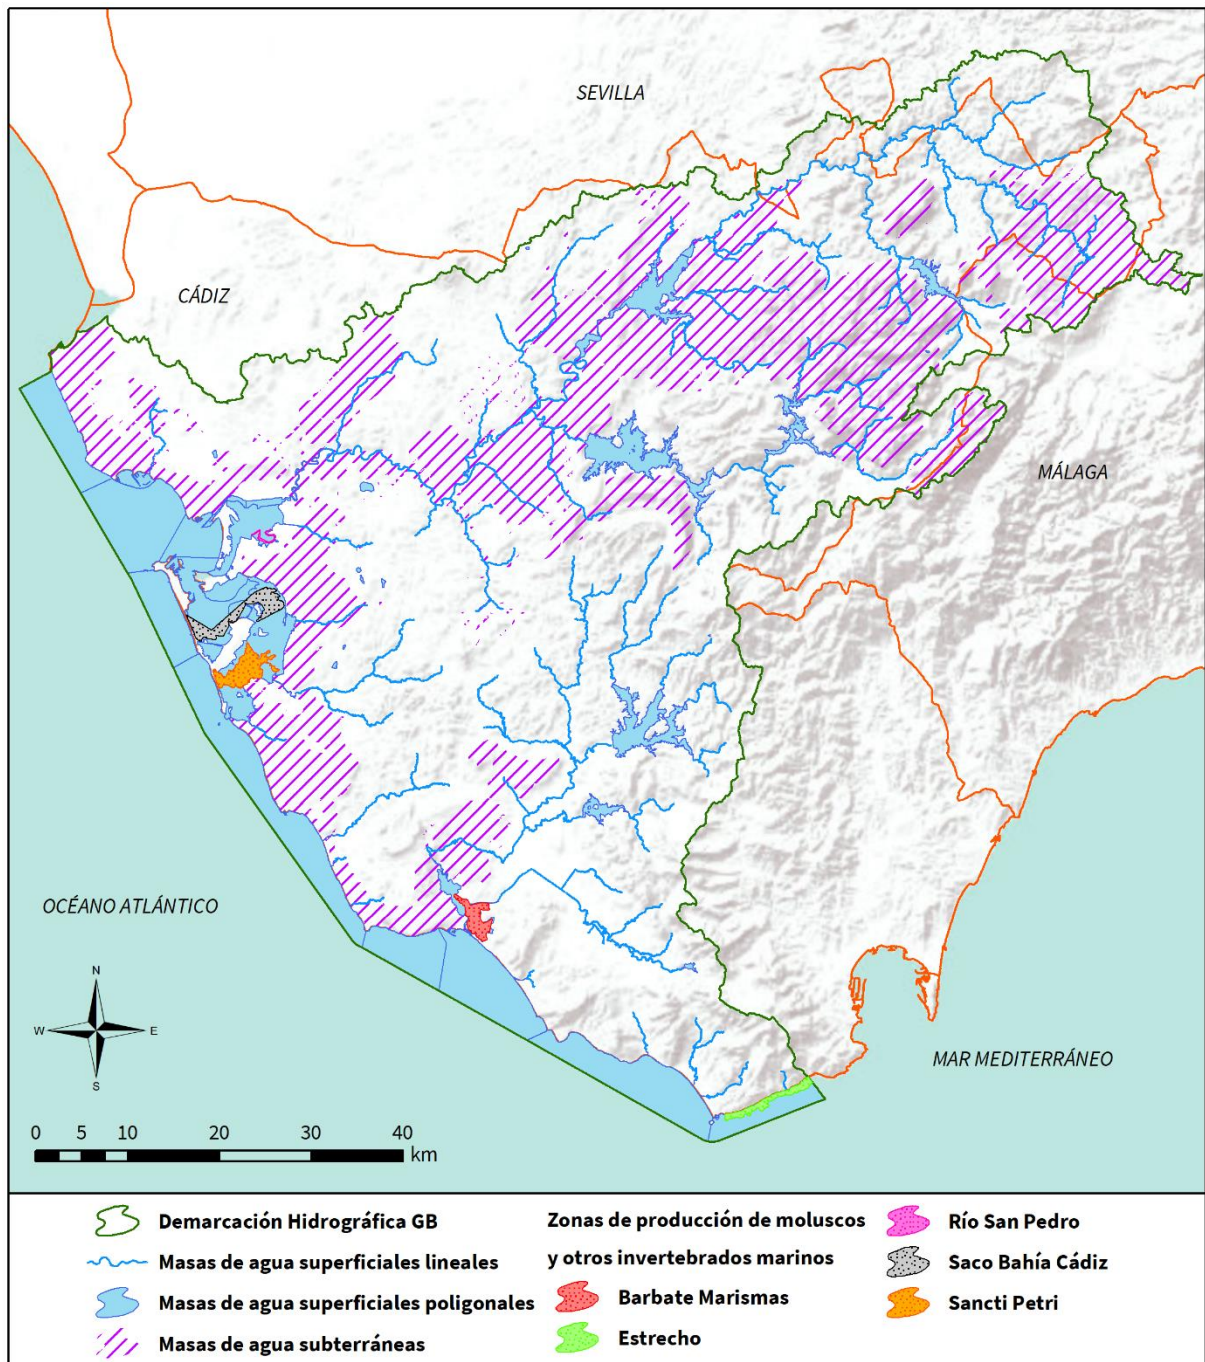 SEVILLA
CÁDIZ
MÁLAGA
OCÉANO ATLÁNTICO
N
W
E
S
MAR MEDITERRÁNEO
0 5 10 20 30 40
km
Demarcación Hidrográfica GB
Masas de agua superficiales lineales
Masas de agua superficiales poligonales
Masas de agua subterráneas
Zonas de producción de moluscos
y otros invertebrados marinos
Barbate Marismas
Estrecho
Río San Pedro
Saco Bahía Cádiz
Sancti Petri